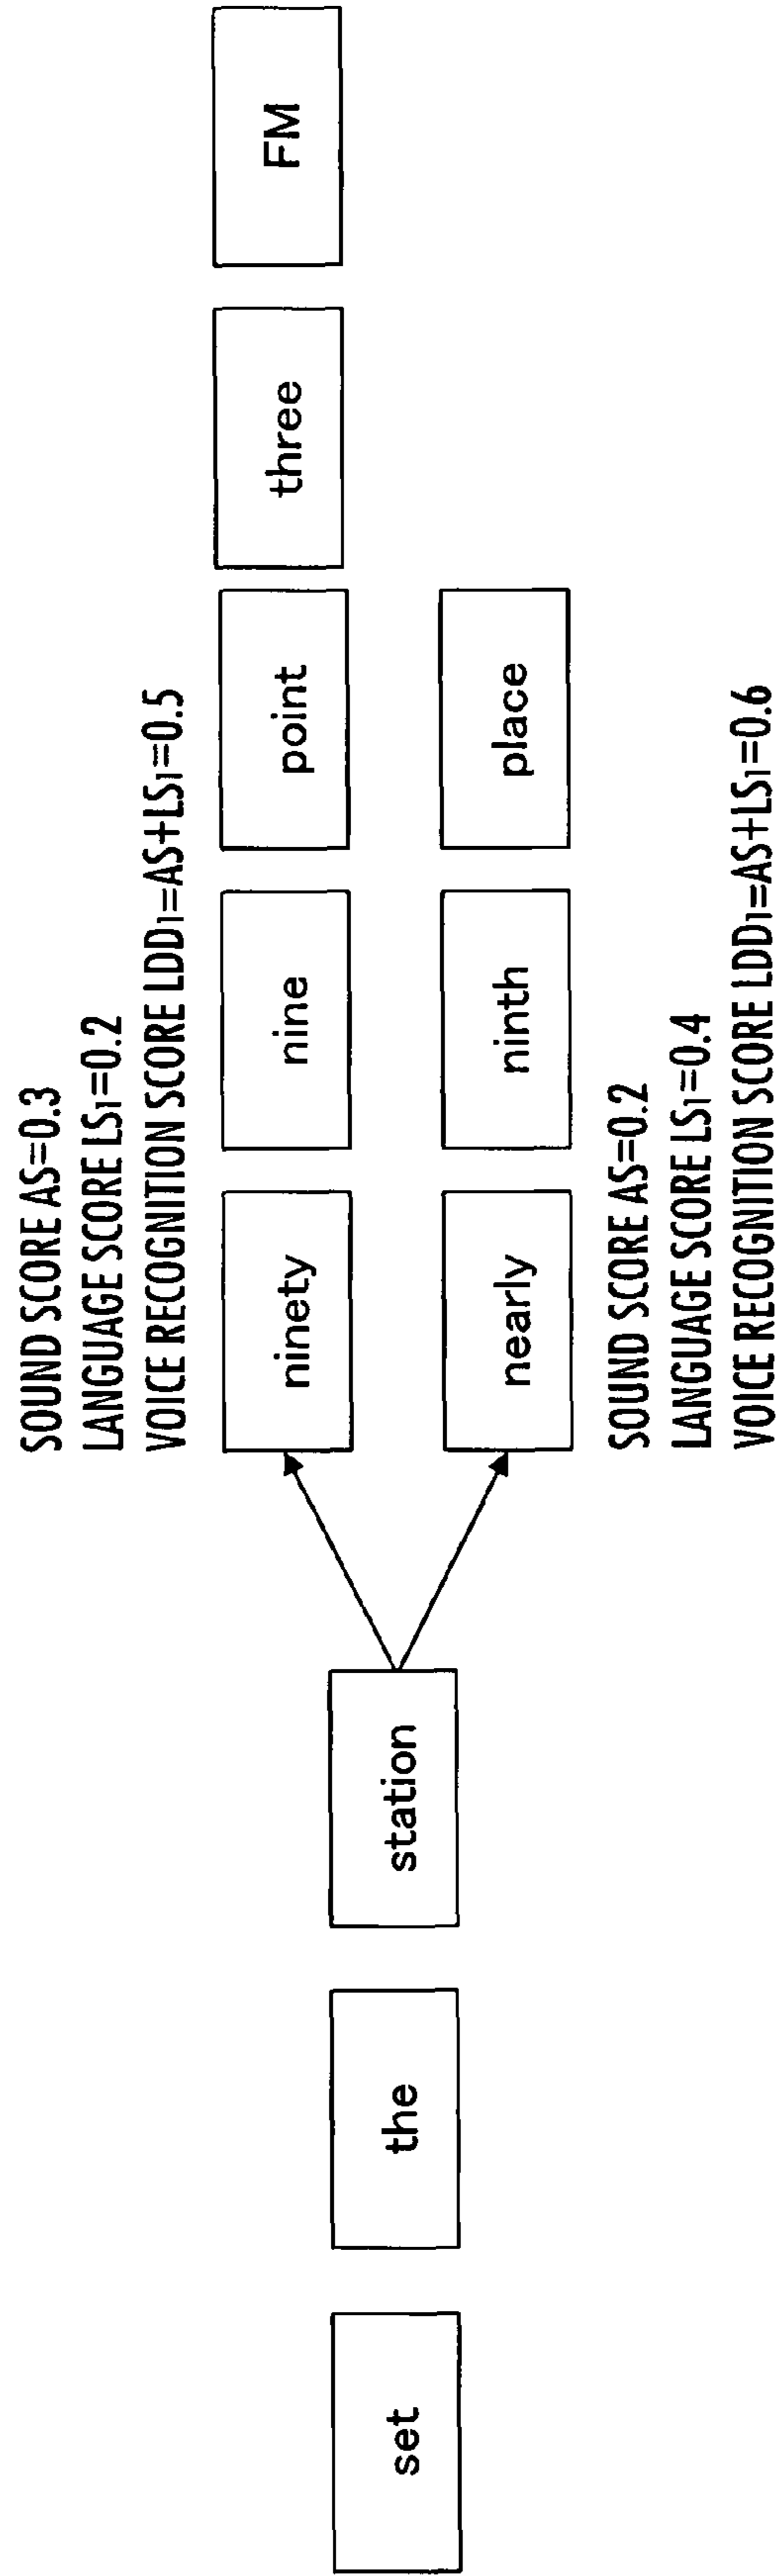 SOUND SCORE AS=0.3
LANGUAGE SCORE LS1=0.2
VOICE RECOGNITION SCORE LDD1=AS+LS1=0.5
set
the
station
ninety
nine
point
three
FM
nearly
ninth
place
SOUND SCORE AS=0.2
LANGUAGE SCORE LS1=0.4
VOICE RECOGNITION SCORE LDD1=AS+LS1=0.6